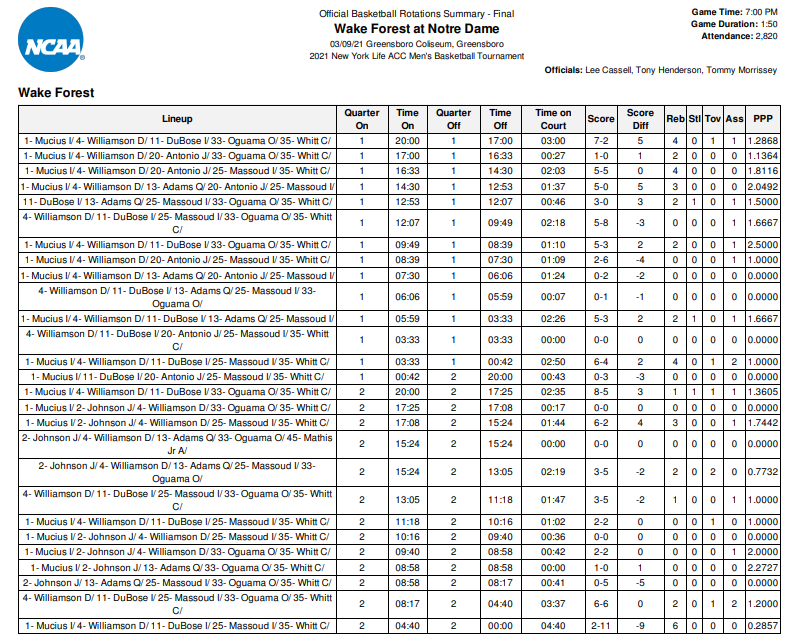 NCAA®
Official Basketball Rotations Summary - Final
Wake Forest at Notre Dame
03/09/21 Greensboro Coliseum, Greensboro
2021 New York Life ACC Men's Basketball Tournament
Game Time: 7:00 PM
Game Duration: 1:50
Attendance: 2,820
Officials: Lee Cassell, Tony Henderson, Tommy Morrissey
Wake Forest
Lineup Quarter On Time On Quarter Off Time Off Time on Court Score Score Diff Reb Stl Tov Ass PPP
1- Mucius I/ 4- Williamson D/ 11- DuBose I/ 33- Oguama O/ 35- Whitt C/ 1 20:00 1 17:00 03:00 7-2 5 4 0 1 1 1.2868
1- Mucius I/ 4- Williamson D/ 20- Antonio J/ 33- Oguama O/ 35- Whitt C/ 1 17:00 1 16:33 00:27 1-0 1 2 0 0 0 1.1364
1- Mucius I/ 4- Williamson D/ 20- Antonio J/ 25- Massoud I/ 35- Whitt C/ 1 16:33 1 14:30 02:03 5-5 0 4 0 0 0 1.8116
1- Mucius I/ 4- Williamson D/ 13- Adams Q/ 20- Antonio J/ 25- Massoud I/ 1 14:30 1 12:53 01:37 5-0 5 3 0 0 0 2.0492
11- DuBose I/ 13- Adams Q/ 25- Massoud I/ 33- Oguama O/ 35- Whitt C/ 1 12:53 1 12:07 00:46 3-0 3 2 1 0 1 1.5000
4- Williamson D/ 11- DuBose I/ 25- Massoud I/ 33- Oguama O/ 35- Whitt
C/ 1 12:07 1 09:49 02:18 5-8 -3 0 0 0 1 1.6667
1- Mucius I/ 4- Williamson D/ 11- DuBose I/ 33- Oguama O/ 35- Whitt C/ 1 09:49 1 08:39 01:10 5-3 2 2 0 0 1 2.5000
1- Mucius I/ 4- Williamson D/ 20- Antonio J/ 25- Massoud I/ 35- Whitt C/ 1 08:39 1 07:30 01:09 2-6 -4 0 0 0 1 1.0000
1- Mucius I/ 4- Williamson D/ 13- Adams Q/ 20- Antonio J/ 25- Massoud I/ 1 07:30 1 06:06 01:24 0-2 -2 0 0 0 0 0.0000
4- Williamson D/ 11- DuBose I/ 13- Adams Q/ 25- Massoud I/ 33-
Oguama O/ 1 06:06 1 05:59 00:07 0-1 -1 0 0 0 0 0.0000
1- Mucius I/ 4- Williamson D/ 11- DuBose I/ 13- Adams Q/ 25- Massoud I/ 1 05:59 1 03:33 02:26 5-3 2 2 1 0 1 1.6667
4- Williamson D/ 11- DuBose I/ 20- Antonio J/ 25- Massoud I/ 35- Whitt
C/ 1 03:33 1 03:33 00:00 0-0 0 0 0 0 0 0.0000
1- Mucius I/ 4- Williamson D/ 11- DuBose I/ 25- Massoud I/ 35- Whitt C/ 1 03:33 1 00:42 02:50 6-4 2 4 0 1 2 1.0000
1- Mucius I/ 11- DuBose I/ 20- Antonio J/ 25- Massoud I/ 35- Whitt C/ 1 00:42 2 20:00 00:43 0-3 -3 0 0 0 0 0.0000
1- Mucius I/ 4- Williamson D/ 11- DuBose I/ 33- Oguama O/ 35- Whitt C/ 2 20:00 2 17:25 02:35 8-5 3 1 1 1 1 1.3605
1- Mucius I/ 2- Johnson J/ 4- Williamson D/ 33- Oguama O/ 35- Whitt C/ 2 17:25 2 17:08 00:17 0-0 0 0 0 0 0 0.0000
1- Mucius I/ 2- Johnson J/ 4- Williamson D/ 25- Massoud I/ 35- Whitt C/ 2 17:08 2 15:24 01:44 6-2 4 3 0 0 1 1.7442
2- Johnson J/ 4- Williamson D/ 13- Adams Q/ 33- Oguama O/ 45- Mathis
Jr A/ 2 15:24 2 15:24 00:00 0-0 0 0 0 0 0 0.0000
2- Johnson J/ 4- Williamson D/ 13- Adams Q/ 25- Massoud I/ 33-
Oguama O/ 2 15:24 2 13:05 02:19 3-5 -2 2 0 2 0 0.7732
4- Williamson D/ 11- DuBose I/ 25- Massoud I/ 33- Oguama O/ 35- Whitt
C/ 2 13:05 2 11:18 01:47 3-5 -2 1 0 0 1 1.0000
1- Mucius I/ 4- Williamson D/ 11- DuBose I/ 25- Massoud I/ 35- Whitt C/ 2 11:18 2 10:16 01:02 2-2 0 0 0 1 0 1.0000
1- Mucius I/ 2- Johnson J/ 4- Williamson D/ 25- Massoud I/ 35- Whitt C/ 2 10:16 2 09:40 00:36 0-0 0 0 0 0 0 0.0000
1- Mucius I/ 2- Johnson J/ 4- Williamson D/ 33- Oguama O/ 35- Whitt C/ 2 09:40 2 08:58 00:42 2-2 0 0 0 0 1 2.0000
1- Mucius I/ 2- Johnson J/ 13- Adams Q/ 33- Oguama O/ 35- Whitt C/ 2 08:58 2 08:58 00:00 1-0 1 0 0 0 0 2.2727
2- Johnson J/ 13- Adams Q/ 25- Massoud I/ 33- Oguama O/ 35- Whitt C/ 2 08:58 2 08:17 00:41 0-5 -5 0 0 0 0 0.0000
4- Williamson D/ 11- DuBose I/ 25- Massoud I/ 33- Oguama O/ 35- Whitt
C/ 2 08:17 2 04:40 03:37 6-6 0 2 0 1 2 1.2000
1- Mucius I/ 4- Williamson D/ 11- DuBose I/ 25- Massoud I/ 35- Whitt C/ 2 04:40 2 00:00 04:40 2-11 -9 6 0 0 0 0.2857